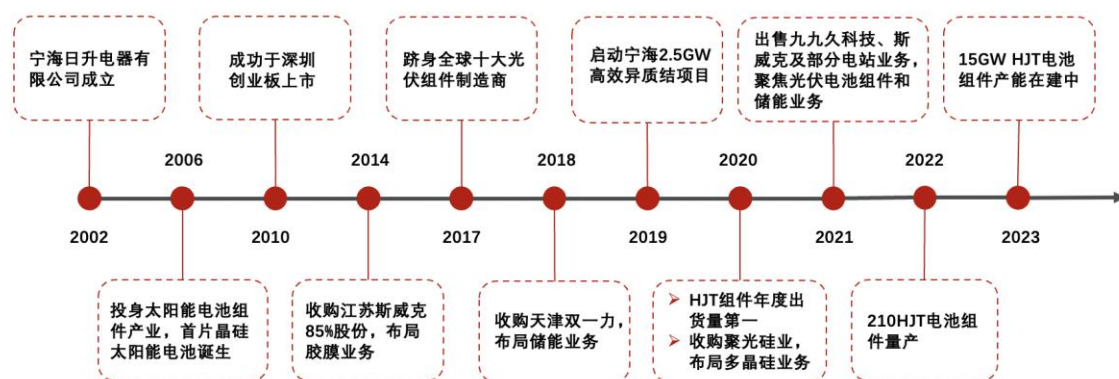 宁海日升电器有
限公司成立
成功于深圳
创业板上市
跻身全球十大光
伏组件制造商
启动宁海2.5GW
高效异质结项目
出售九九久科技、斯
威克及部分电站业务，
聚焦光伏电池组件和
储能业务
15GW HJT电池
组件产能在建中
2006
2014
2018
2020
2022
2002
2010
2017
2019
2021
2023
投身太阳能电池组
件产业，首片晶硅
太阳能电池诞生
收购江苏斯威克
85%股份，布局
胶膜业务
收购天津双一力，
布局储能业务
➢ HJT组件年度出
货量第一
➢ 收购聚光硅业，
布局多晶硅业务
210HJT电池组
件量产